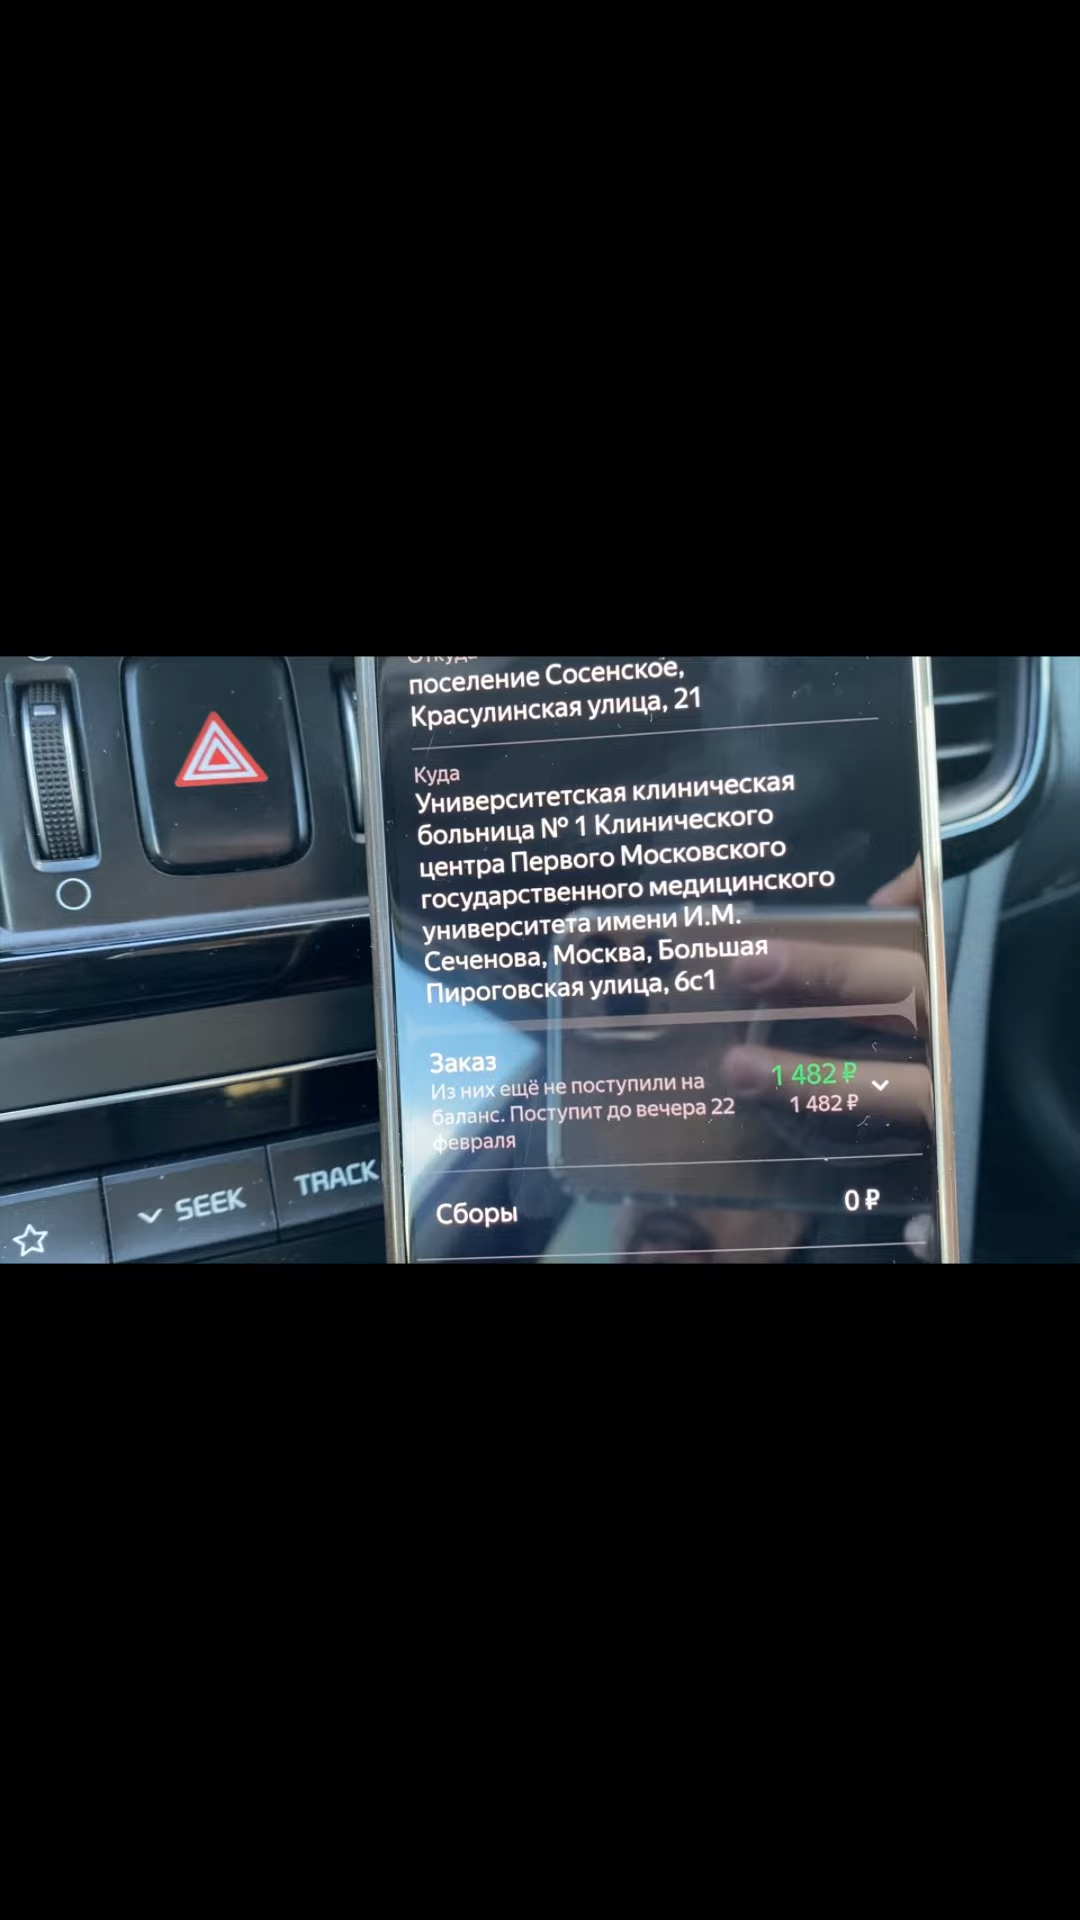 Откуда
поселение Сосенское,
Красулинская улица, 21
Куда
Университетская клиническая
больница № 1 Клинического
центра Первого Московского
государственного медицинского
университета имени И.М.
Сеченова, Москва, Большая
Пироговская улица, 6с1
Заказ
1 482 ₽
Из них ещё не поступили на
баланс. Поступит до вечера 22
февраля
1 482 ₽
Сборы
0 ₽
SEEK
TRACK